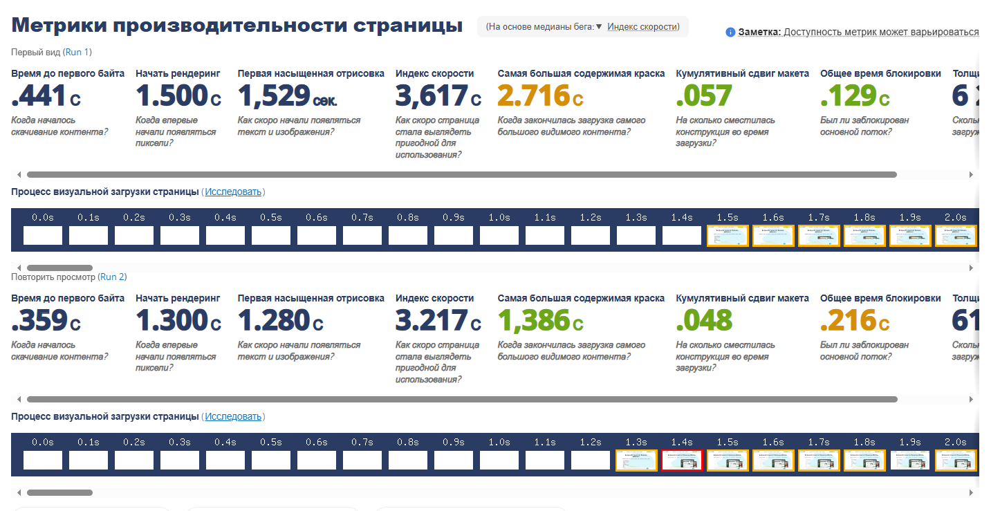 Метрики производительности страницы
(На основе медианы бега:▼ Индекс скорости)
Заметка: Доступность метрик может варьироваться
Первый вид (Run 1)
Время до первого байта Начать рендеринг Первая насыщенная отрисовка Индекс скорости Самая большая содержимая краска Кумулятивный сдвиг макета Общее время блокировки
.441 С 1.500 С 1,529 сек. 3,617 С 2.716 С .057 .129 С 6
Когда началось Когда впервые Как скоро начали появляться Как скоро страница Когда закончилась загрузка самого На сколько сместилась Был ли заблокирован
скачивание контента? начали появляться текст и изображения? стала выглядеть большого видимого контента? конструкция во время основной поток?
пиксели? пригодной для загрузки?
использования?
Процесс визуальной загрузки страницы (Исследовать)
0.0s 0.1s 0.2s 0.3s 0.4s 0.5s 0.6s 0.7s 0.8s 0.9s 1.0s 1.1s 1.2s 1.3s 1.4s 1.5s 1.6s 1.7s 1.8s 1.9s 2.0s
Повторить просмотр (Run 2)
Время до первого байта Начать рендеринг Первая насыщенная отрисовка Индекс скорости Самая большая содержимая краска Кумулятивный сдвиг макета Общее время блокировки
.359 С 1.300 С 1.280 С 3.217 С 1,386 С .048 .216 С 61
Когда началось Когда впервые Как скоро начали появляться Как скоро страница Когда закончилась загрузка самого На сколько сместилась Был ли заблокирован
скачивание контента? начали появляться текст и изображения? стала выглядеть большого видимого контента? конструкция во время основной поток?
пиксели? пригодной для загрузки?
использования?
Процесс визуальной загрузки страницы (Исследовать)
0.0s 0.1s 0.2s 0.3s 0.4s 0.5s 0.6s 0.7s 0.8s 0.9s 1.0s 1.1s 1.2s 1.3s 1.4s 1.5s 1.6s 1.7s 1.8s 1.9s 2.0s